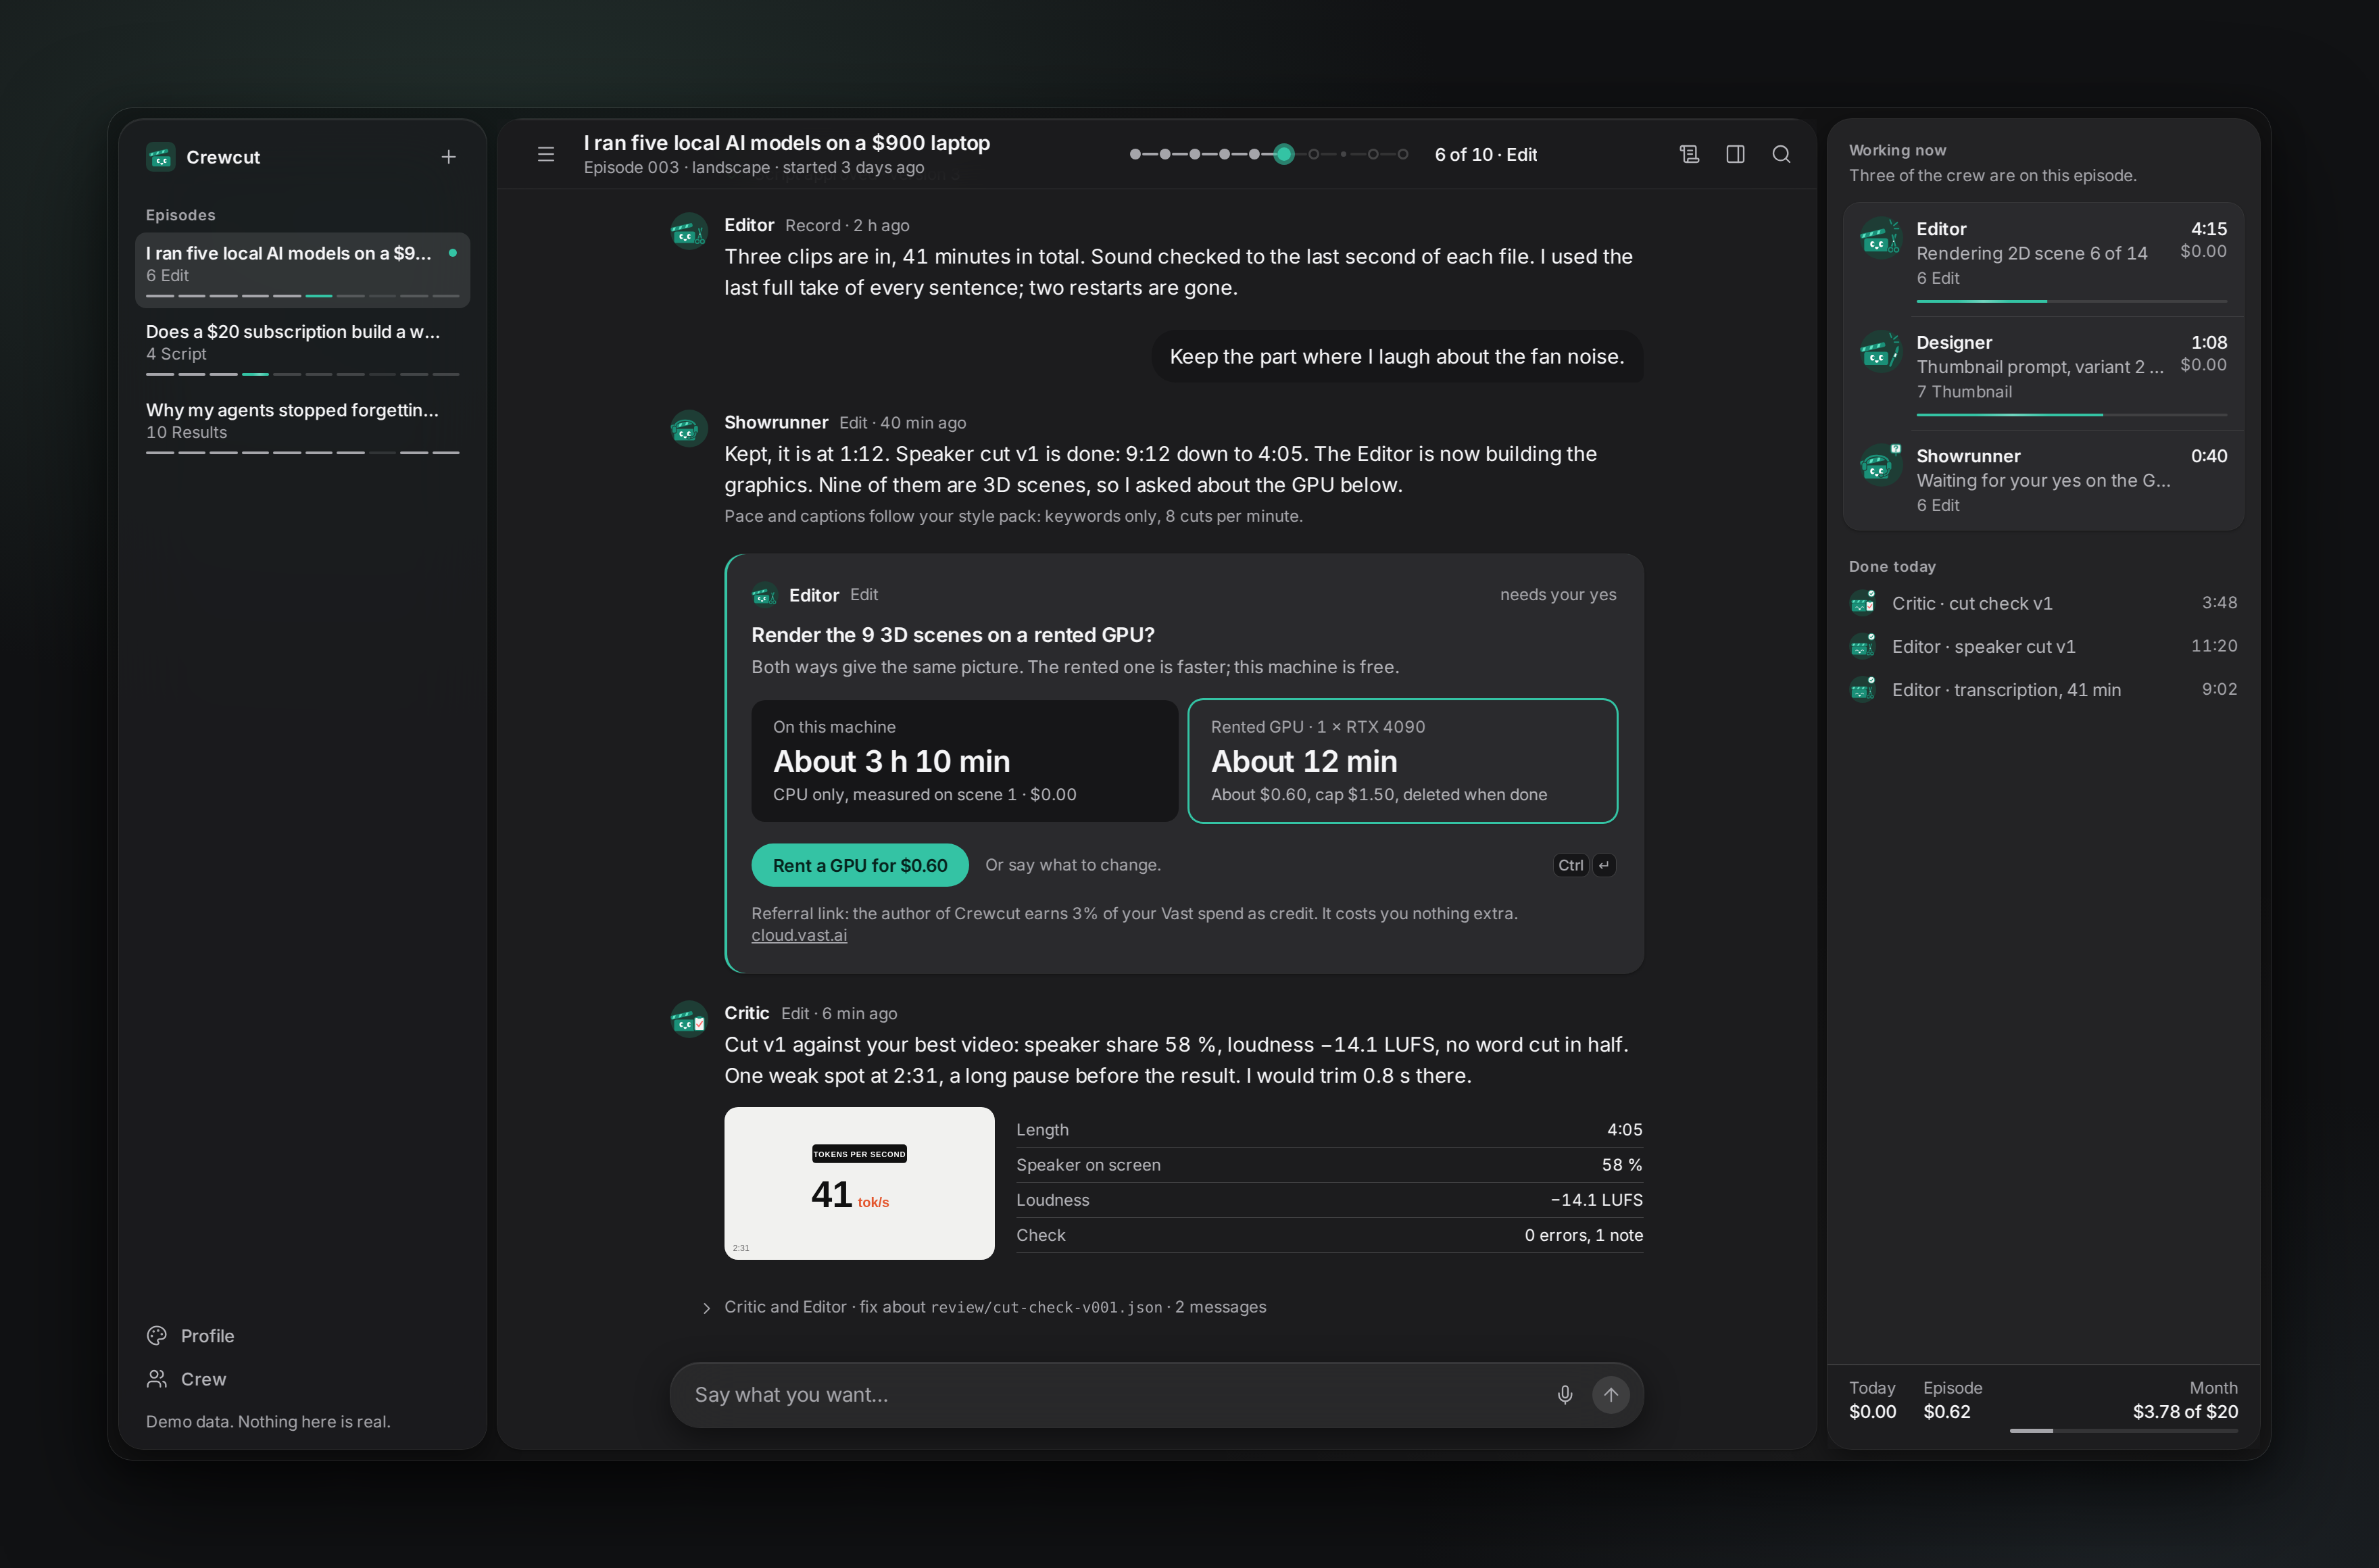 Crewcut
Episodes
I ran five local AI models on a $9...
6 Edit
Does a $20 subscription build a w...
4 Script
Why my agents stopped forgettin...
10 Results
Profile
Crew
Demo data. Nothing here is real.
I ran five local AI models on a $900 laptop
Episode 003 · landscape · started 3 days ago
6 of 10 · Edit
Editor Record · 2 h ago
Three clips are in, 41 minutes in total. Sound checked to the last second of each file. I used the
last full take of every sentence; two restarts are gone.
Keep the part where I laugh about the fan noise.
Showrunner Edit · 40 min ago
Kept, it is at 1:12. Speaker cut v1 is done: 9:12 down to 4:05. The Editor is now building the
graphics. Nine of them are 3D scenes, so I asked about the GPU below.
Pace and captions follow your style pack: keywords only, 8 cuts per minute.
Editor Edit needs your yes
Render the 9 3D scenes on a rented GPU?
Both ways give the same picture. The rented one is faster; this machine is free.
On this machine
About 3 h 10 min
CPU only, measured on scene 1 · $0.00
Rented GPU · 1 × RTX 4090
About 12 min
About $0.60, cap $1.50, deleted when done
Rent a GPU for $0.60 Or say what to change. Ctrl ↵
Referral link: the author of Crewcut earns 3% of your Vast spend as credit. It costs you nothing extra.
cloud.vast.ai
Critic Edit · 6 min ago
Cut v1 against your best video: speaker share 58 %, loudness −14.1 LUFS, no word cut in half.
One weak spot at 2:31, a long pause before the result. I would trim 0.8 s there.
TOKENS PER SECOND
41 tok/s
2:31
Length 4:05
Speaker on screen 58 %
Loudness −14.1 LUFS
Check 0 errors, 1 note
Critic and Editor · fix about review/cut-check-v001.json · 2 messages
Say what you want...
Working now
Three of the crew are on this episode.
Editor 4:15
Rendering 2D scene 6 of 14 $0.00
6 Edit
Designer 1:08
Thumbnail prompt, variant 2 ... $0.00
7 Thumbnail
Showrunner 0:40
Waiting for your yes on the G...
6 Edit
Done today
Critic · cut check v1 3:48
Editor · speaker cut v1 11:20
Editor · transcription, 41 min 9:02
Today Episode Month
$0.00 $0.62 $3.78 of $20